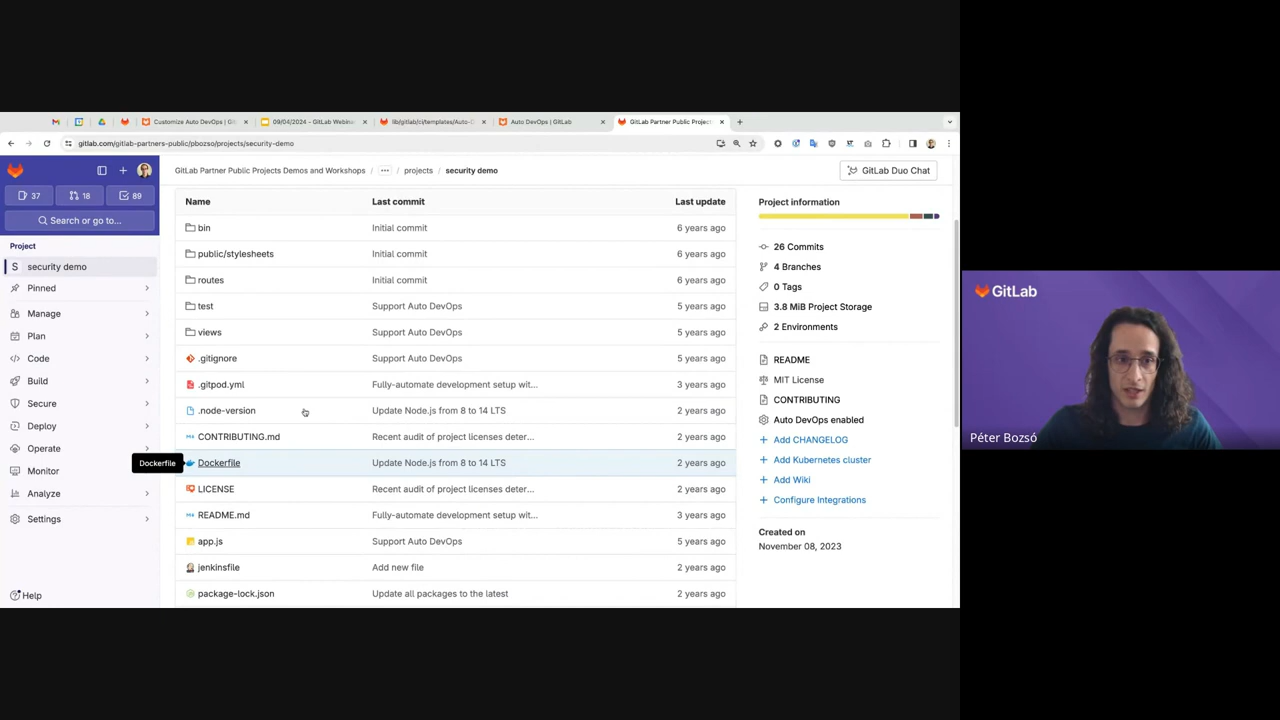 Customize Auto DevOps | Git
09/04/2024 - GitLab Webinar
lib/gitlab/ci/templates/Auto-D
Auto DevOps | GitLab
GitLab Partner Public Projects
gitlab.com/gitlab-partners-public/pbozso/projects/security-demo
37
18
89
Search or go to...
Project
S security demo
Pinned
Manage
Plan
Code
Build
Secure
Deploy
Operate
Monitor
Analyze
Settings
Help
GitLab Partner Public Projects Demos and Workshops
projects
security demo
GitLab Duo Chat
Name Last commit Last update
bin Initial commit 6 years ago
public/stylesheets Initial commit 6 years ago
routes Initial commit 6 years ago
test Support Auto DevOps 5 years ago
views Support Auto DevOps 5 years ago
.gitignore Support Auto DevOps 5 years ago
.gitpod.yml Fully-automate development setup wit... 3 years ago
.node-version Update Node.js from 8 to 14 LTS 2 years ago
CONTRIBUTING.md Recent audit of project licenses deter... 2 years ago
Dockerfile
Dockerfile Update Node.js from 8 to 14 LTS 2 years ago
LICENSE Recent audit of project licenses deter... 2 years ago
README.md Fully-automate development setup wit... 3 years ago
app.js Support Auto DevOps 5 years ago
jenkinsfile Add new file 2 years ago
package-lock.json Update all packages to the latest 2 years ago
Project information
26 Commits
4 Branches
0 Tags
3.8 MiB Project Storage
2 Environments
README
MIT License
CONTRIBUTING
Auto DevOps enabled
+ Add CHANGELOG
+ Add Kubernetes cluster
+ Add Wiki
+ Configure Integrations
Created on
November 08, 2023
GitLab
Péter Bozsó